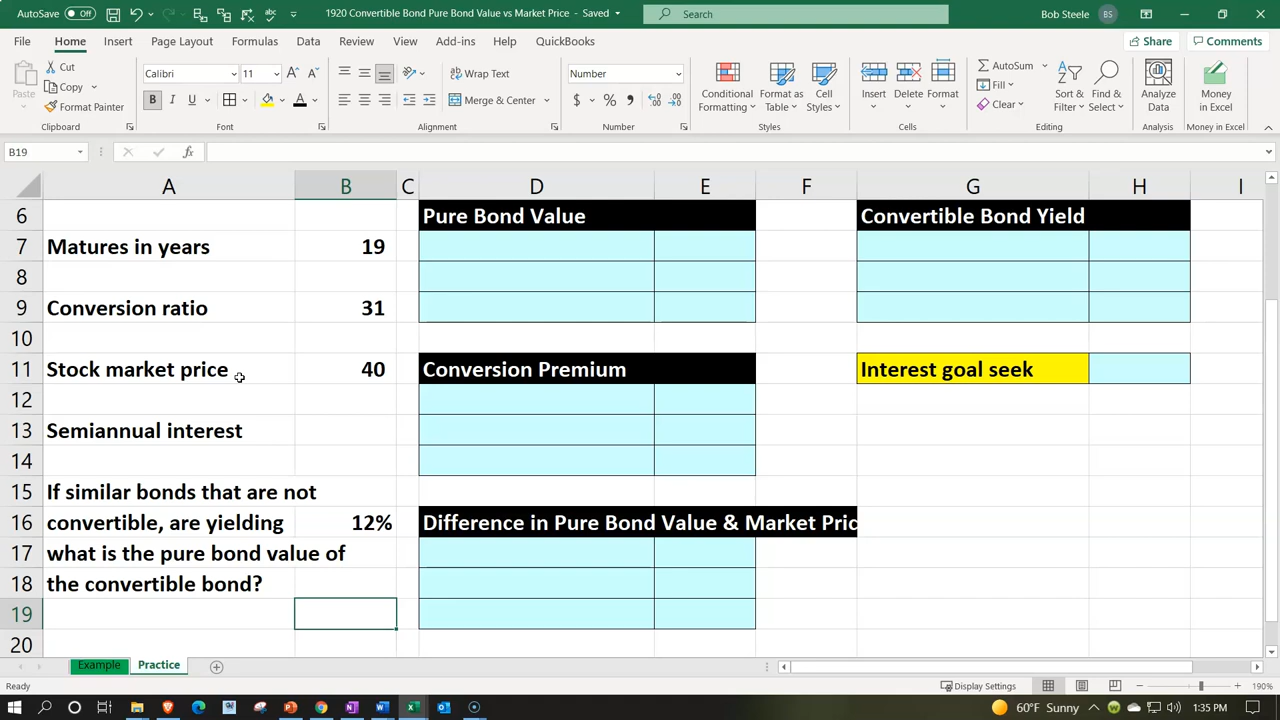 AutoSave Off 1920 Convertible Bond Pure Bond Value vs Market Price - Saved Search Bob Steele BS
File Home Insert Page Layout Formulas Data Review View Add-ins Help QuickBooks Share Comments
Paste Cut Copy Format Painter Clipboard
Calibri 11 B I U A Font
Wrap Text Merge & Center Alignment
Number $ % , Number
Conditional Formatting Format as Table Cell Styles Styles
Insert Delete Format Cells
AutoSum Fill Clear Sort & Filter Find & Select Editing
Analyze Data Analysis
Money in Excel Money in Excel
B19 fx
A B C D E F G H I
6 Pure Bond Value Convertible Bond Yield
7 Matures in years 19
8
9 Conversion ratio 31
10
11 Stock market price 40 Conversion Premium Interest goal seek
12
13 Semiannual interest
14
15 If similar bonds that are not
16 convertible, are yielding 12% Difference in Pure Bond Value & Market Pric
17 what is the pure bond value of
18 the convertible bond?
19
20
Example Practice
Ready Display Settings 190%
60°F Sunny 1:35 PM